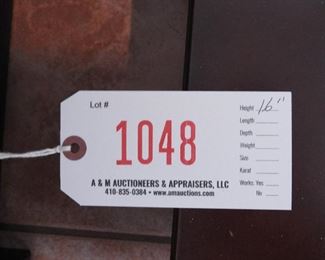 Lot #
1048
A & M AUCTIONEERS & APPRAISERS, LLC
410-835-0384 • www.amauctions.com
Height 16"
Length
Depth
Weight
Size
Karat
Works. Yes
No